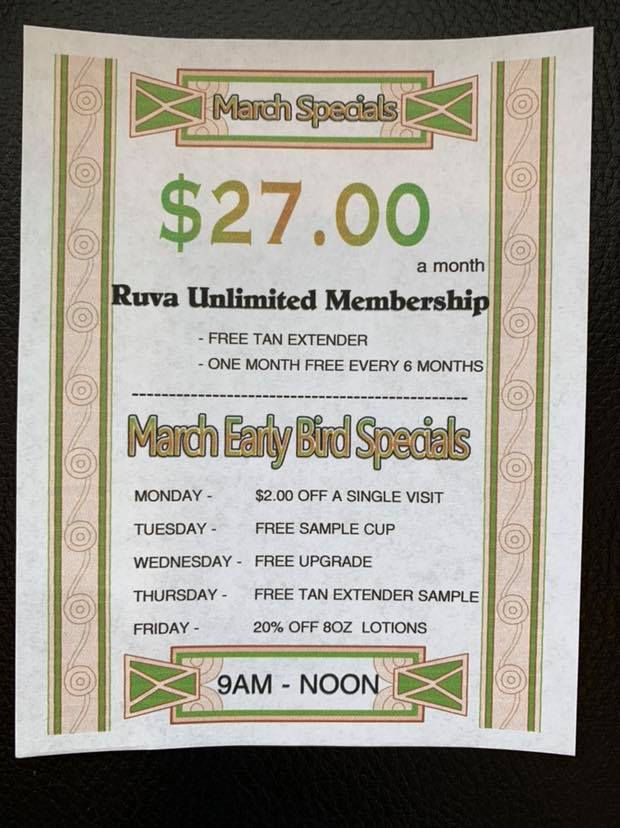 March Specials
$27.00
a month
Ruva Unlimited Membership
- FREE TAN EXTENDER
- ONE MONTH FREE EVERY 6 MONTHS
--------------------------------------------
March Early Bird Specials
MONDAY - $2.00 OFF A SINGLE VISIT
TUESDAY - FREE SAMPLE CUP
WEDNESDAY - FREE UPGRADE
THURSDAY - FREE TAN EXTENDER SAMPLE
FRIDAY - 20% OFF 8OZ LOTIONS
9AM - NOON